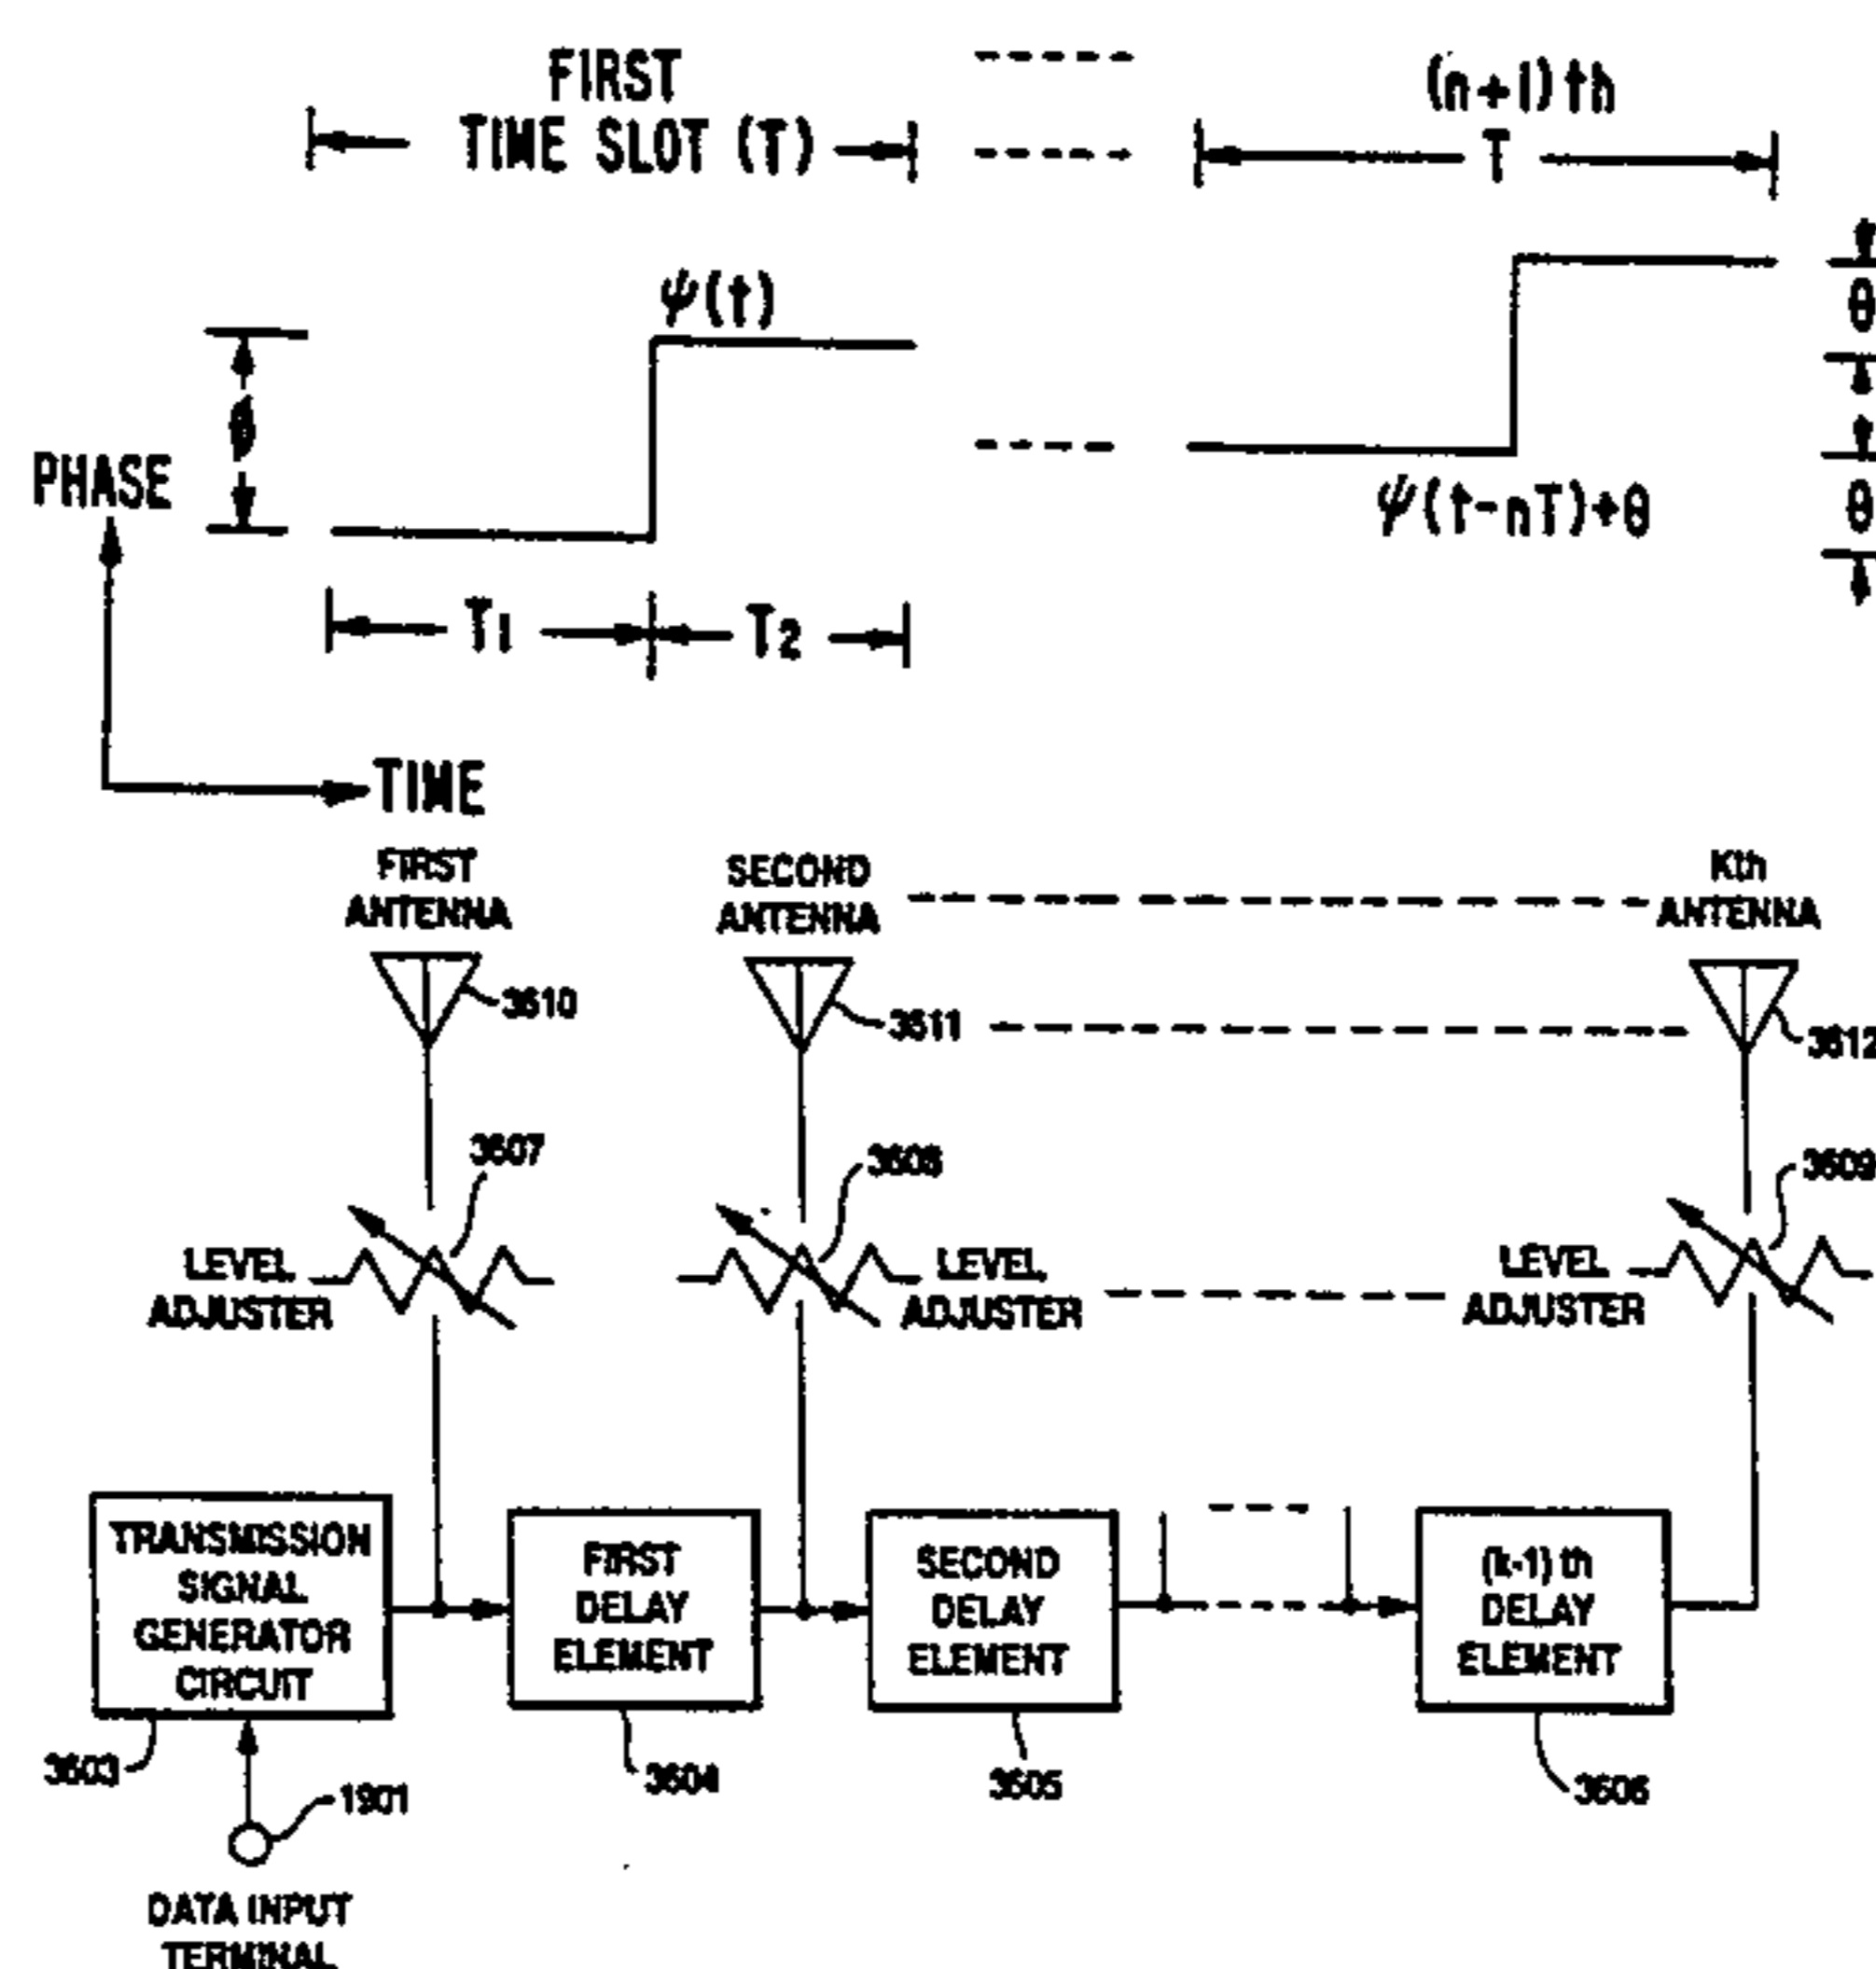 FIRST
TIME SLOT (T)
(n+1)th
T
ψ(t)
θ
PHASE
ψ(t-nT)+θ
θ
T1
T2
TIME
FIRST
ANTENNA
SECOND
ANTENNA
Kth
ANTENNA
3610
3611
3612
3607
3608
3609
LEVEL
ADJUSTER
LEVEL
ADJUSTER
LEVEL
ADJUSTER
TRANSMISSION
SIGNAL
GENERATOR
CIRCUIT
FIRST
DELAY
ELEMENT
SECOND
DELAY
ELEMENT
(k-1) th
DELAY
ELEMENT
3603
3604
3605
3606
1901
DATA INPUT
TERMINAL